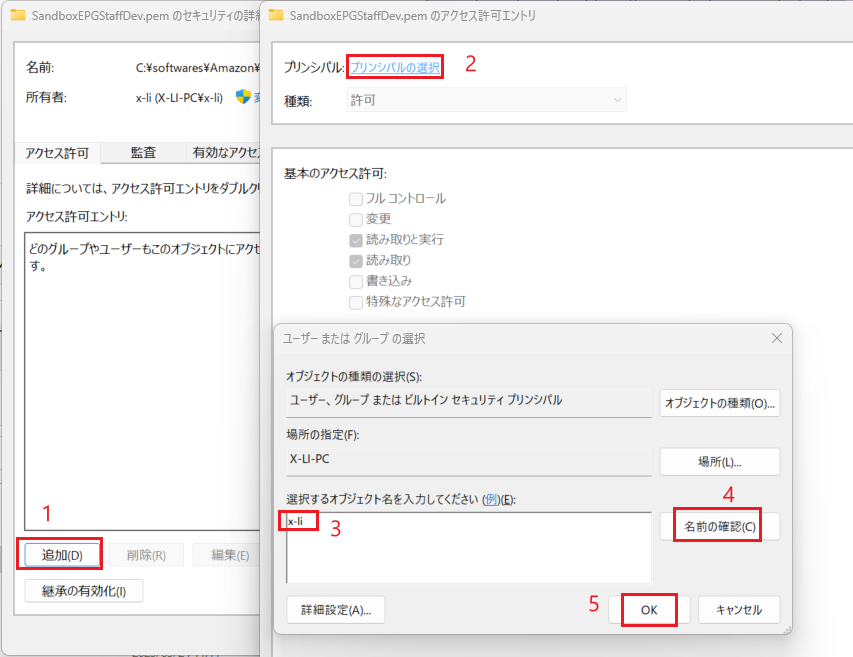 SandboxEPGStaffDev.pem のセキュリティの詳
名前:
C:¥softwares¥Amazon¥
所有者:
x-li (X-LI-PC¥x-li)
アクセス許可
監査
有効なアクセ
詳細については、アクセス許可エントリをダブルク
アクセス許可エントリ:
どのグループやユーザーもこのオブジェクトにアクセ
す。
1
追加(D)
削除(R)
編集(E)
継承の有効化(I)
SandboxEPGStaffDev.pem のアクセス許可エントリ
プリンシパル:
プリンシパルの選択
2
種類:
許可
基本のアクセス許可:
フル コントロール
変更
読み取りと実行
読み取り
書き込み
特殊なアクセス許可
ユーザー または グループ の選択
オブジェクトの種類の選択(S):
ユーザー、グループ または ビルトイン セキュリティ プリンシパル
オブジェクトの種類(O)...
場所の指定(F):
X-LI-PC
場所(L)...
選択するオブジェクト名を入力してください (例)(E):
4
x-li
3
名前の確認(C)
詳細設定(A)...
5
OK
キャンセル